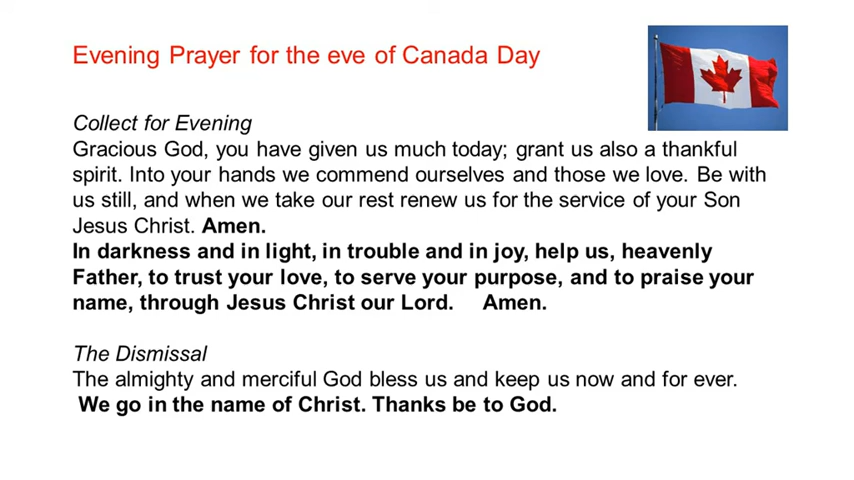 Evening Prayer for the eve of Canada Day
Collect for Evening
Gracious God, you have given us much today; grant us also a thankful
spirit. Into your hands we commend ourselves and those we love. Be with
us still, and when we take our rest renew us for the service of your Son
Jesus Christ. Amen.
In darkness and in light, in trouble and in joy, help us, heavenly
Father, to trust your love, to serve your purpose, and to praise your
name, through Jesus Christ our Lord. Amen.
The Dismissal
The almighty and merciful God bless us and keep us now and for ever.
We go in the name of Christ. Thanks be to God.